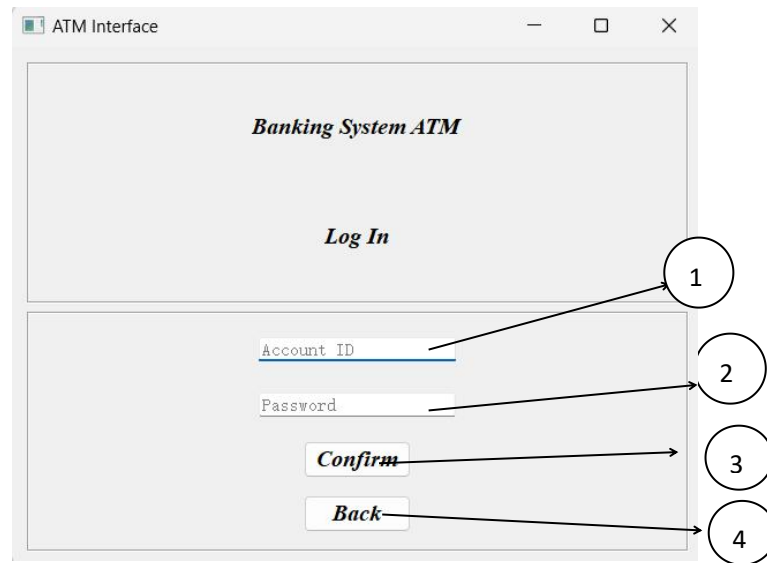 ATM Interface
Banking System ATM
Log In
1
Account ID
2
Password
Confirm
3
Back
4